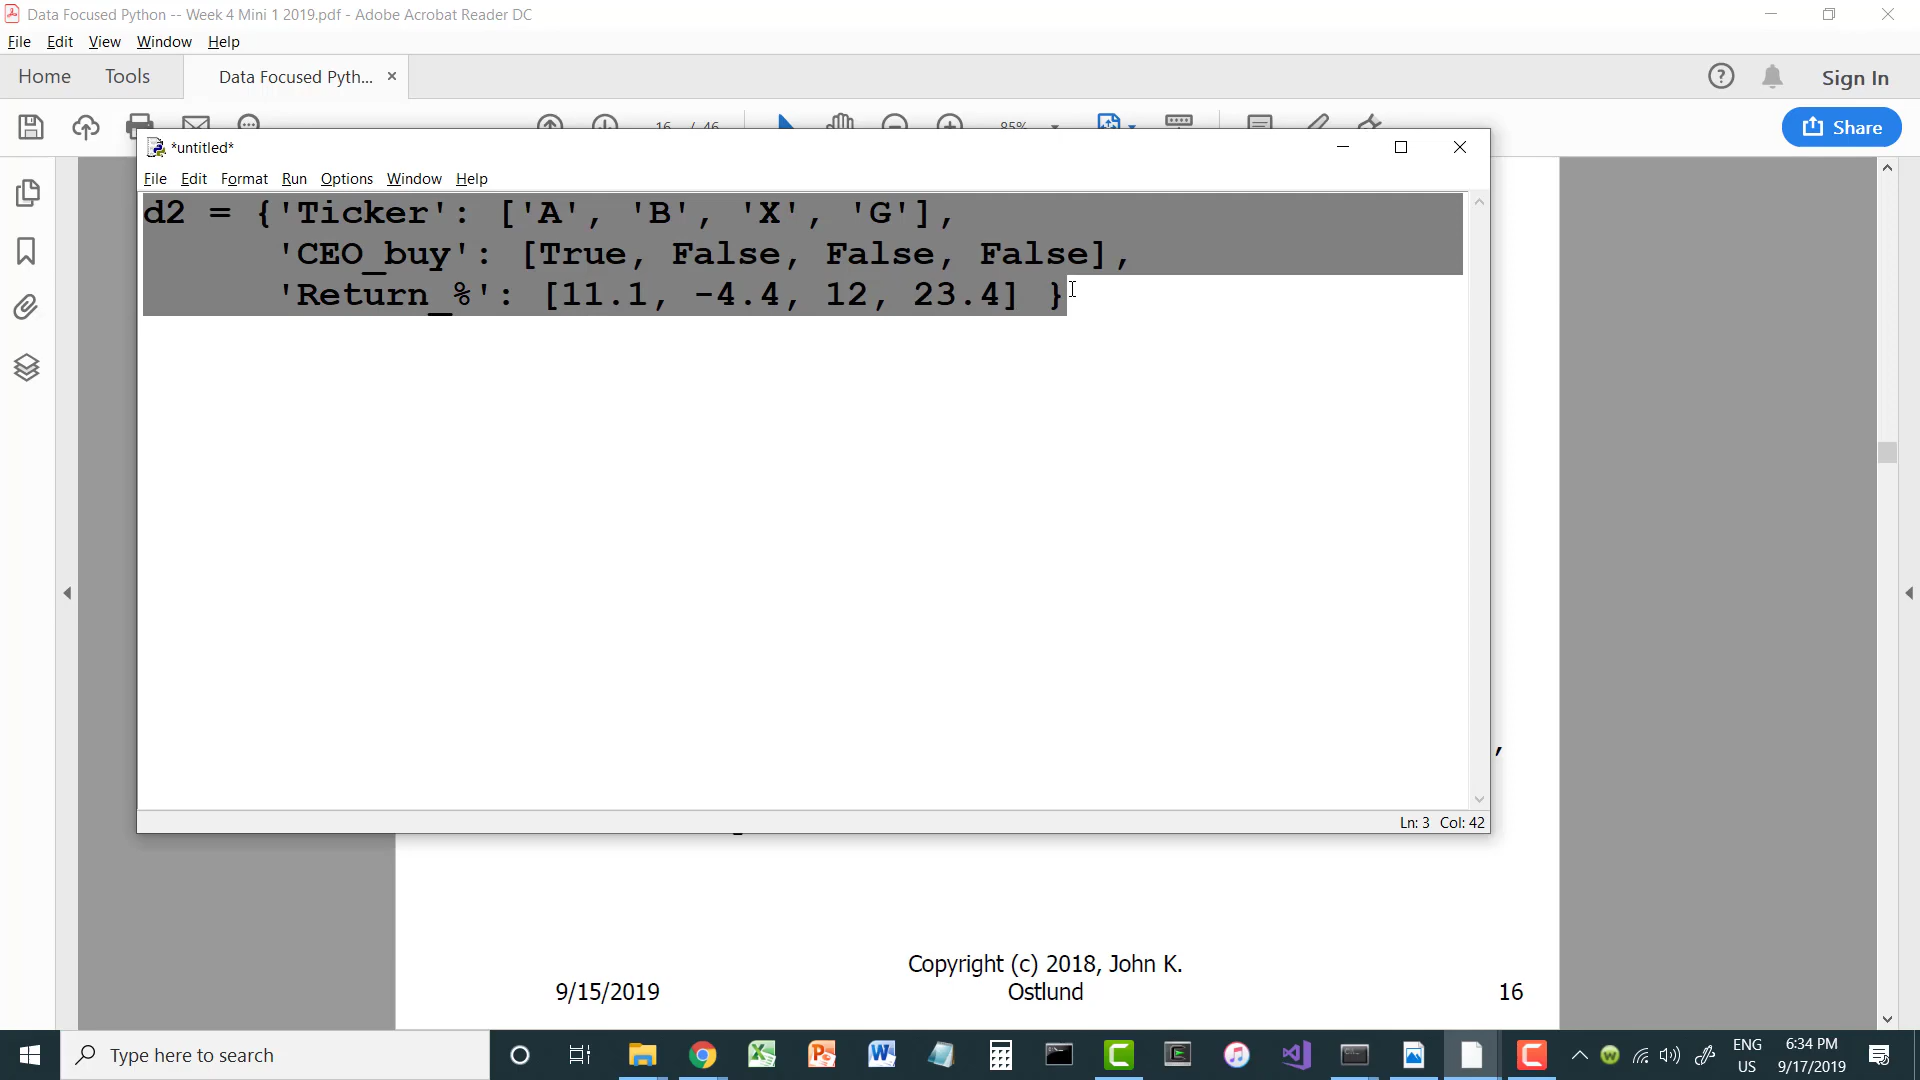 Data Focused Python -- Week 4 Mini 1 2019.pdf - Adobe Acrobat Reader DC
File Edit View Window Help
Home Tools Data Focused Pyth... × Sign In
16 / 46 85% Share
*untitled*
File Edit Format Run Options Window Help
d2 = {'Ticker': ['A', 'B', 'X', 'G'],
'CEO_buy': [True, False, False, False],
'Return_%': [11.1, -4.4, 12, 23.4] }
,
Ln: 3 Col: 42
Copyright (c) 2018, John K.
9/15/2019 Ostlund 16
Type here to search
ENG 6:34 PM
US 9/17/2019